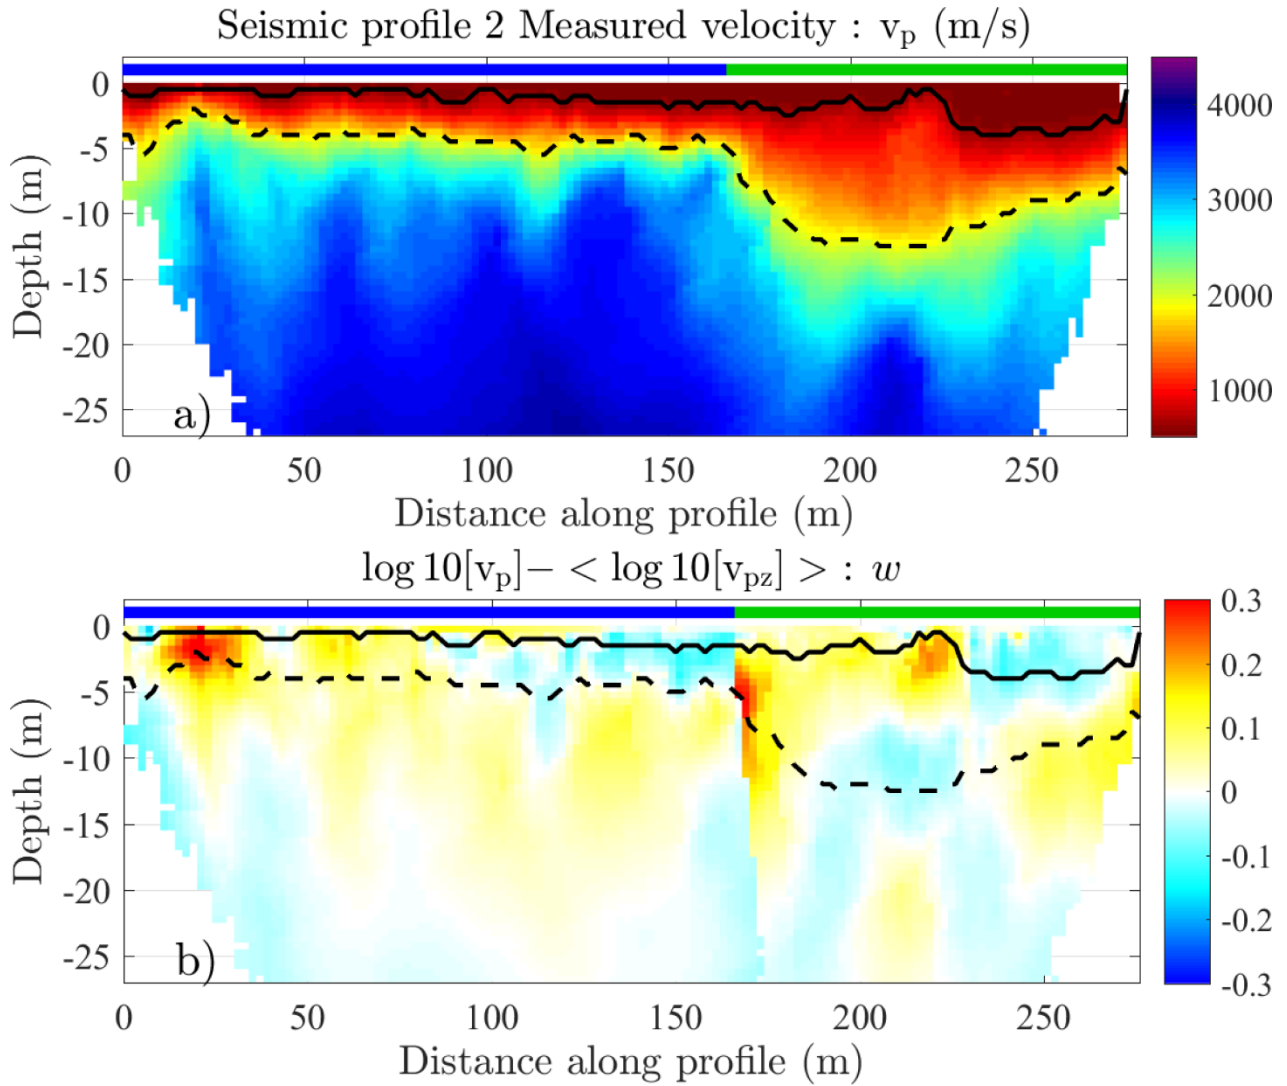 Seismic profile 2 Measured velocity : vp (m/s)
0
-5
-10
-15
-20
-25
Depth (m)
a)
0 50 100 150 200 250
Distance along profile (m)
4000
3000
2000
1000
log 10[vp]− < log 10[vpz] > : w
0
-5
-10
-15
-20
-25
Depth (m)
b)
0 50 100 150 200 250
Distance along profile (m)
0.3
0.2
0.1
0
-0.1
-0.2
-0.3